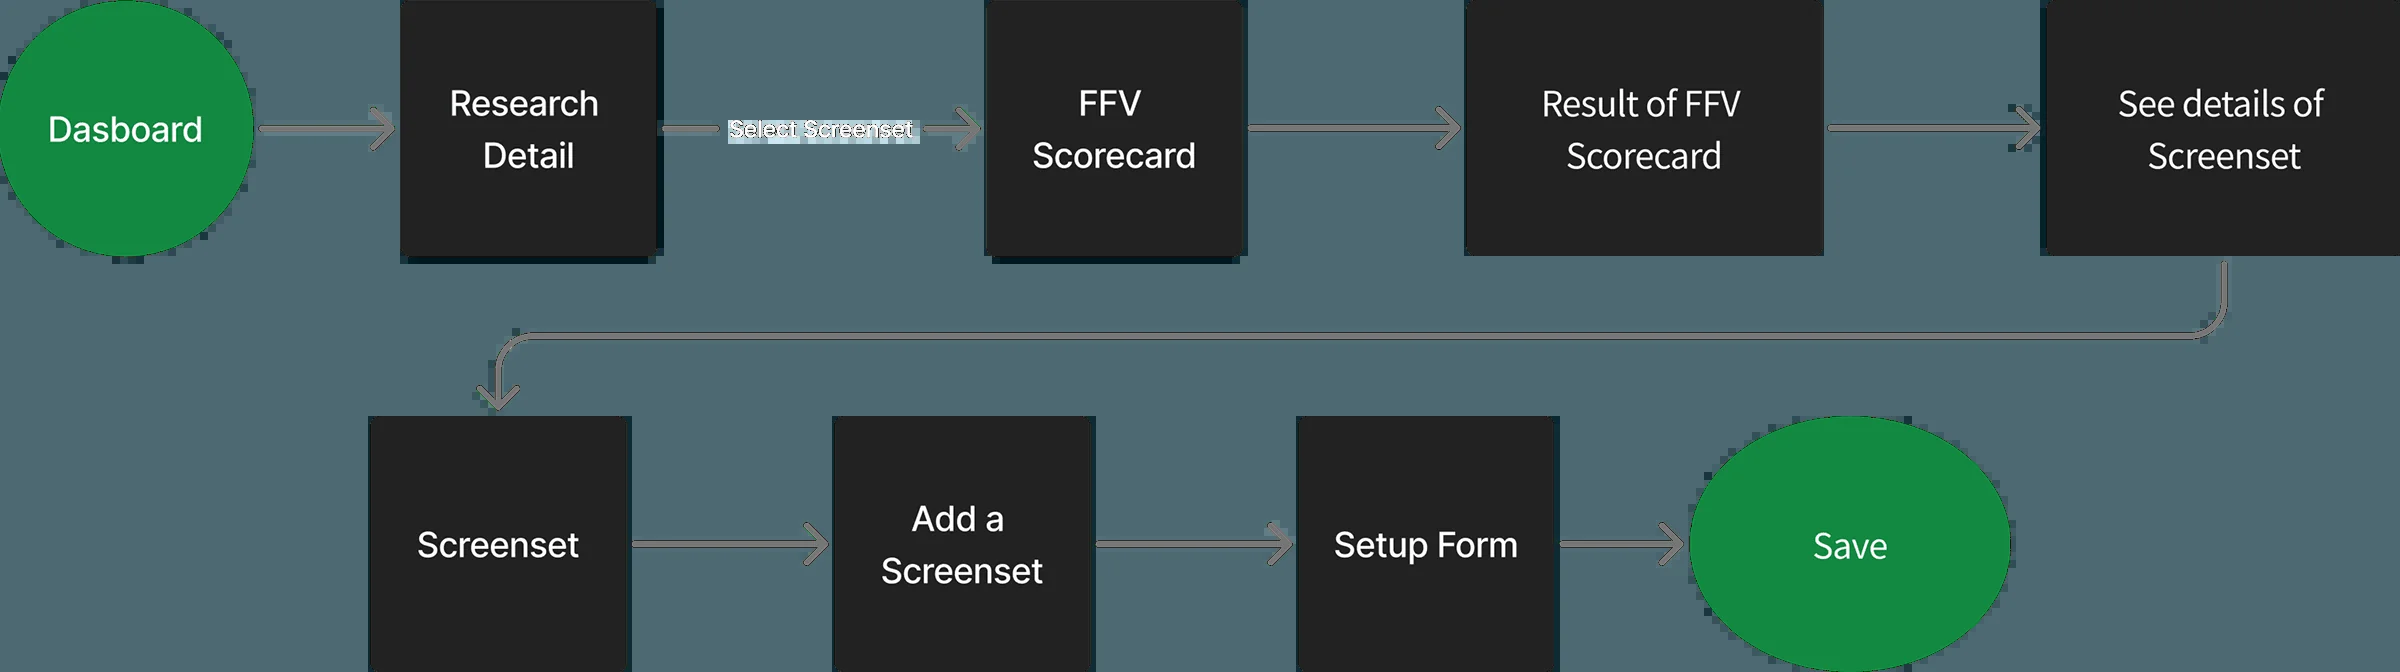 Dasboard
Research
Detail
Select Screenset
FFV
Scorecard
Result of FFV
Scorecard
See details of
Screenset
Screenset
Add a
Screenset
Setup Form
Save